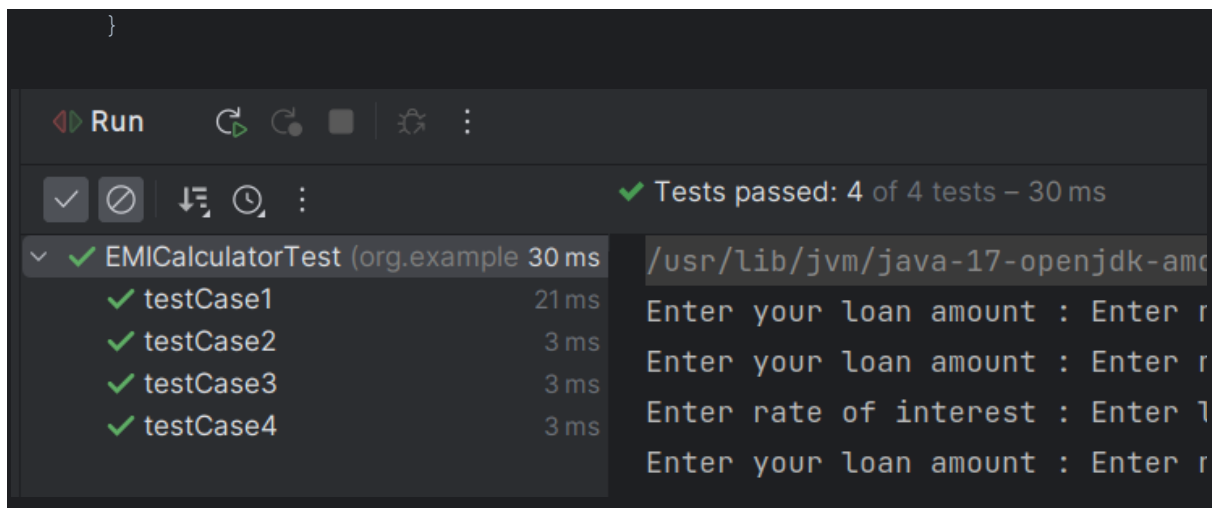 }
Run
Tests passed: 4 of 4 tests – 30 ms
EMICalculatorTest (org.example 30 ms
testCase1 21 ms
testCase2 3 ms
testCase3 3 ms
testCase4 3 ms
/usr/lib/jvm/java-17-openjdk-amd
Enter your loan amount : Enter r
Enter your loan amount : Enter r
Enter rate of interest : Enter l
Enter your loan amount : Enter r